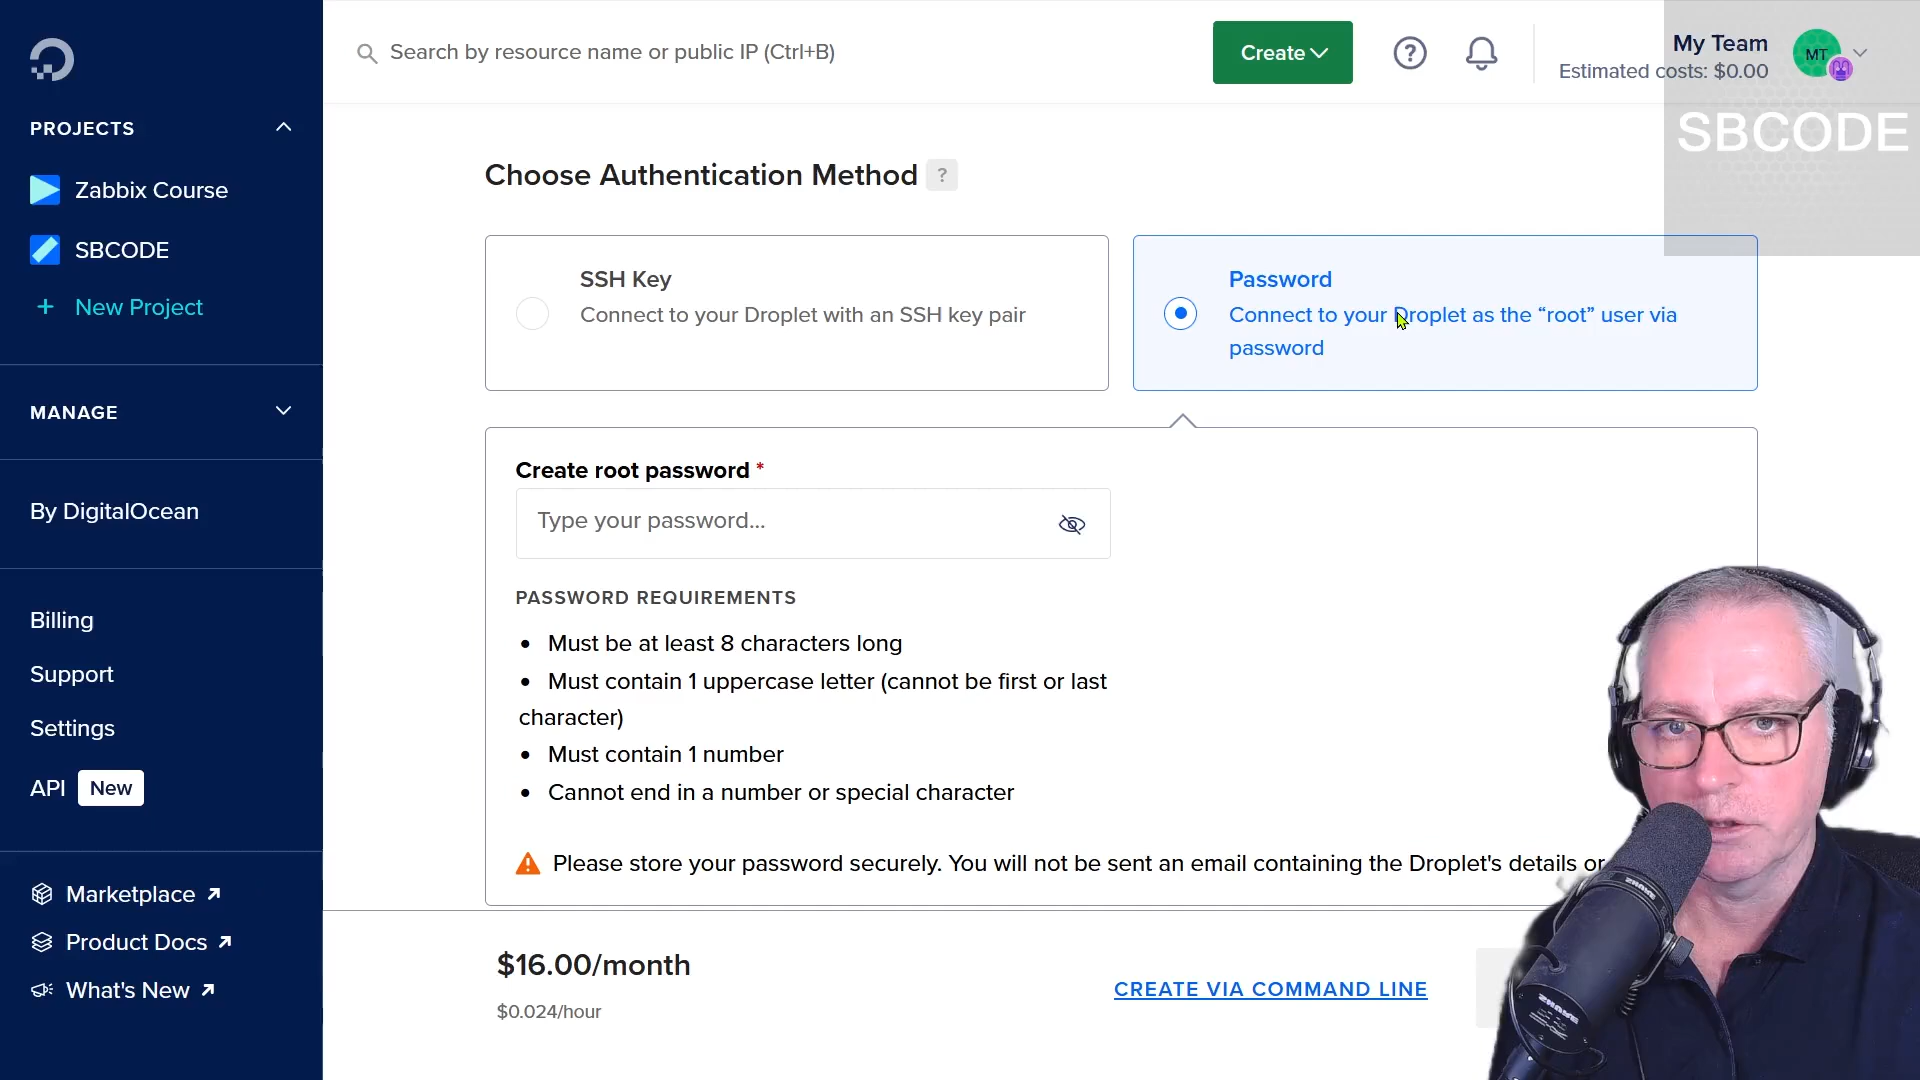 Search by resource name or public IP (Ctrl+B)
Create
?
My Team
Estimated costs: $0.00
MT
SBCODE
PROJECTS
Zabbix Course
SBCODE
+ New Project
MANAGE
By DigitalOcean
Billing
Support
Settings
API New
Marketplace
Product Docs
What's New
Choose Authentication Method ?
SSH Key
Connect to your Droplet with an SSH key pair
Password
Connect to your Droplet as the “root” user via
password
Create root password *
Type your password...
PASSWORD REQUIREMENTS
• Must be at least 8 characters long
• Must contain 1 uppercase letter (cannot be first or last
character)
• Must contain 1 number
• Cannot end in a number or special character
Please store your password securely. You will not be sent an email containing the Droplet's details or
$16.00/month
$0.024/hour
CREATE VIA COMMAND LINE
SHURE